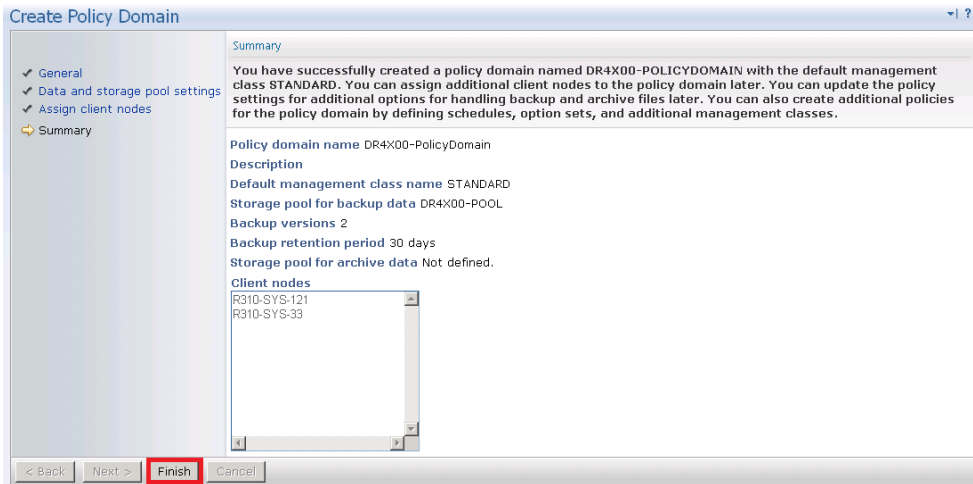 Create Policy Domain
?
General
Data and storage pool settings
Assign client nodes
Summary
Summary
You have successfully created a policy domain named DR4X00-POLICYDOMAIN with the default management
class STANDARD. You can assign additional client nodes to the policy domain later. You can update the policy
settings for additional options for handling backup and archive files later. You can also create additional policies
for the policy domain by defining schedules, option sets, and additional management classes.
Policy domain name DR4X00-PolicyDomain
Description
Default management class name STANDARD
Storage pool for backup data DR4X00-POOL
Backup versions 2
Backup retention period 30 days
Storage pool for archive data Not defined.
Client nodes
R310-SYS-121
R310-SYS-33
< Back Next > Finish Cancel